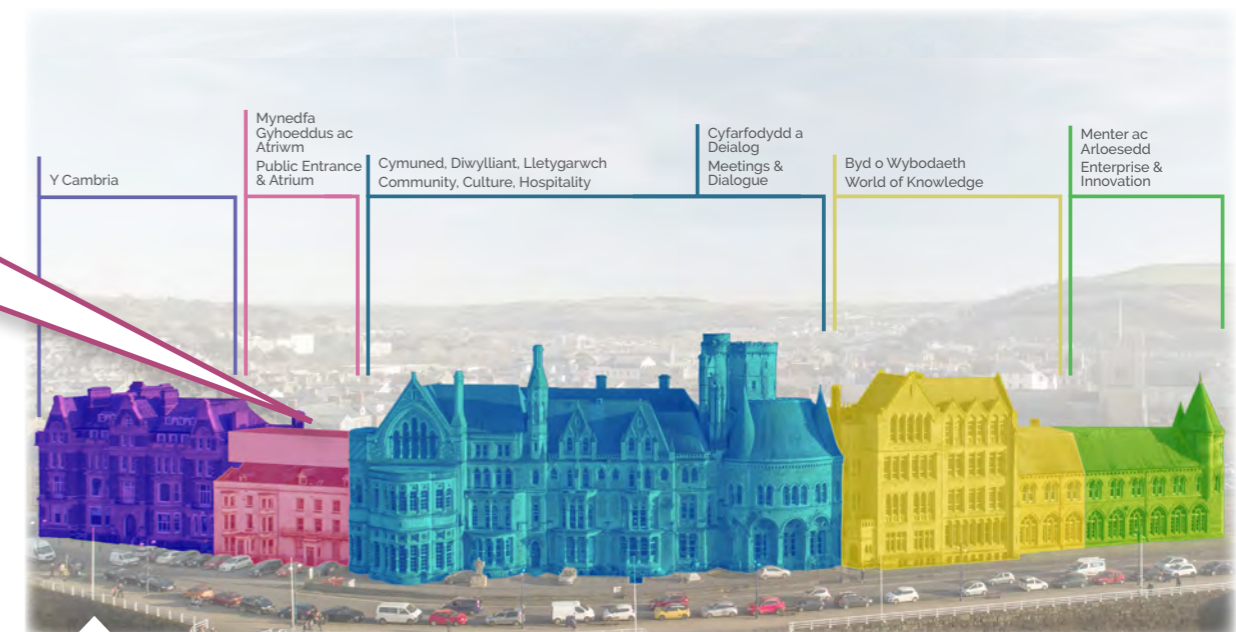 Y Cambria
Mynedfa
Gyhoeddus ac
Atriwm
Public Entrance
& Atrium
Cymuned, Diwylliant, Lletygarwch
Community, Culture, Hospitality
Cyfarfodydd a
Deialog
Meetings &
Dialogue
Byd o Wybodaeth
World of Knowledge
Menter ac
Arloesedd
Enterprise &
Innovation